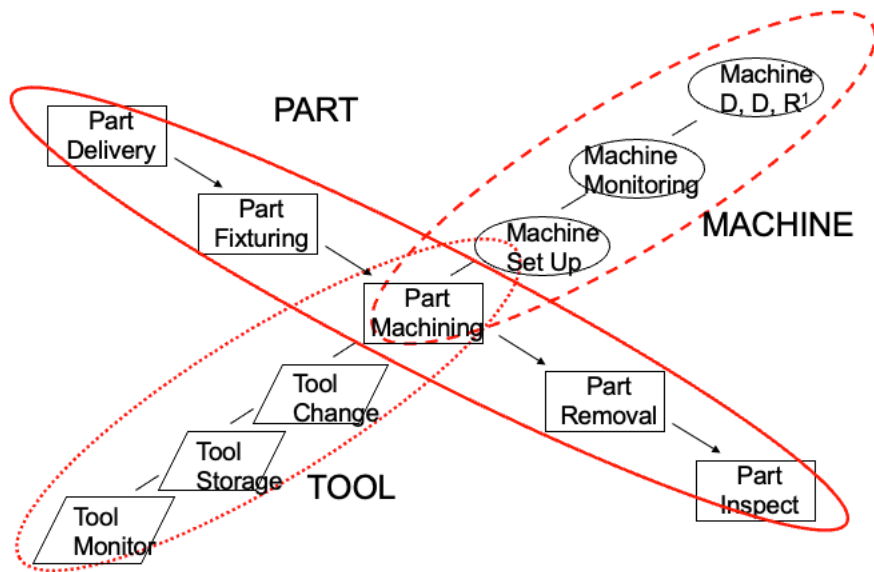 PART
Part
Delivery
Part
Fixturing
Part
Machining
Part
Removal
Part
Inspect
Machine
D, D, R¹
Machine
Monitoring
Machine
Set Up
MACHINE
Tool
Change
Tool
Storage
Tool
Monitor
TOOL